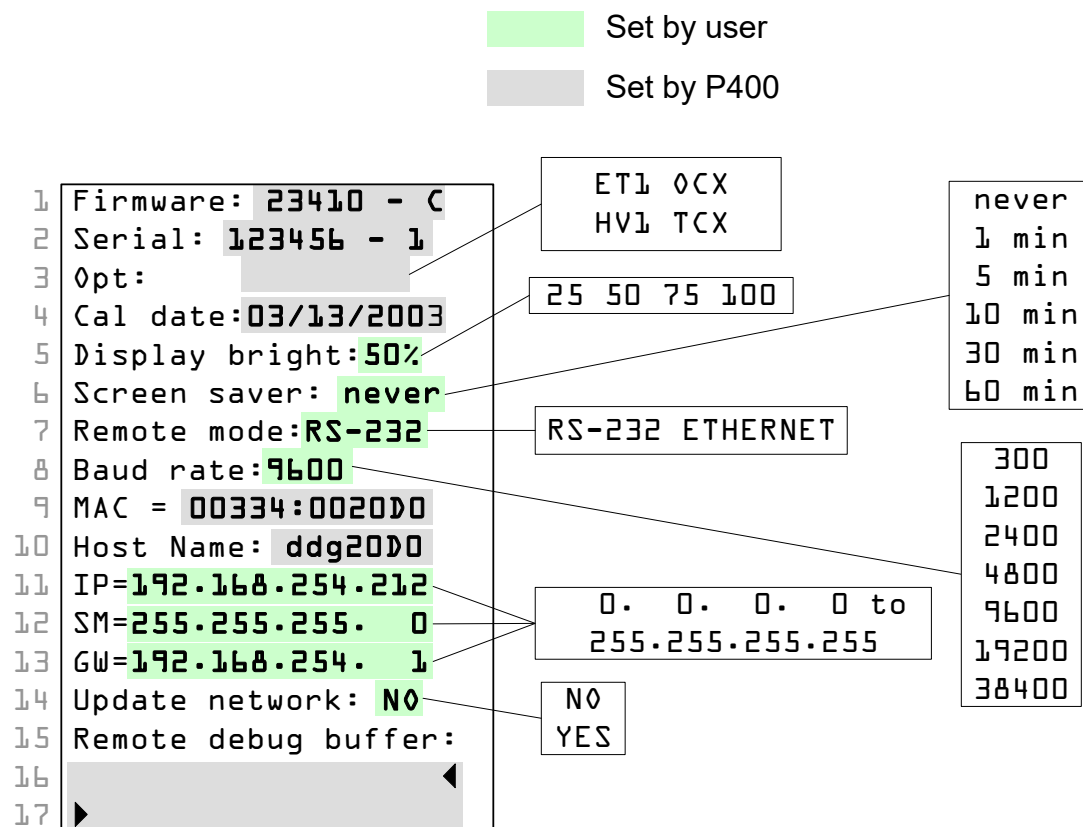 Set by user
Set by P400
1 Firmware: 23410 - C
2 Serial: 123456 - 1
3 Opt:
4 Cal date:03/13/2003
5 Display bright:50%
6 Screen saver: never
7 Remote mode:RS-232
8 Baud rate:9600
9 MAC = 00334:0020D0
10 Host Name: ddg20D0
11 IP=192.168.254.212
12 SM=255.255.255. 0
13 GW=192.168.254. 1
14 Update network: NO
15 Remote debug buffer:
16
17
ET1 OCX
HV1 TCX
25 50 75 100
never
1 min
5 min
10 min
30 min
60 min
RS-232 ETHERNET
300
1200
2400
4800
9600
19200
38400
0. 0. 0. 0 to
255.255.255.255
NO
YES